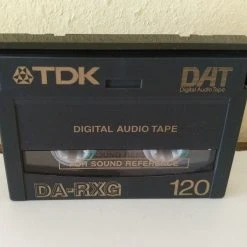 TDK
DAT
Digital Audio Tape
DIGITAL AUDIO TAPE
FOR SOUND REFERENCE
DA-RXG
120